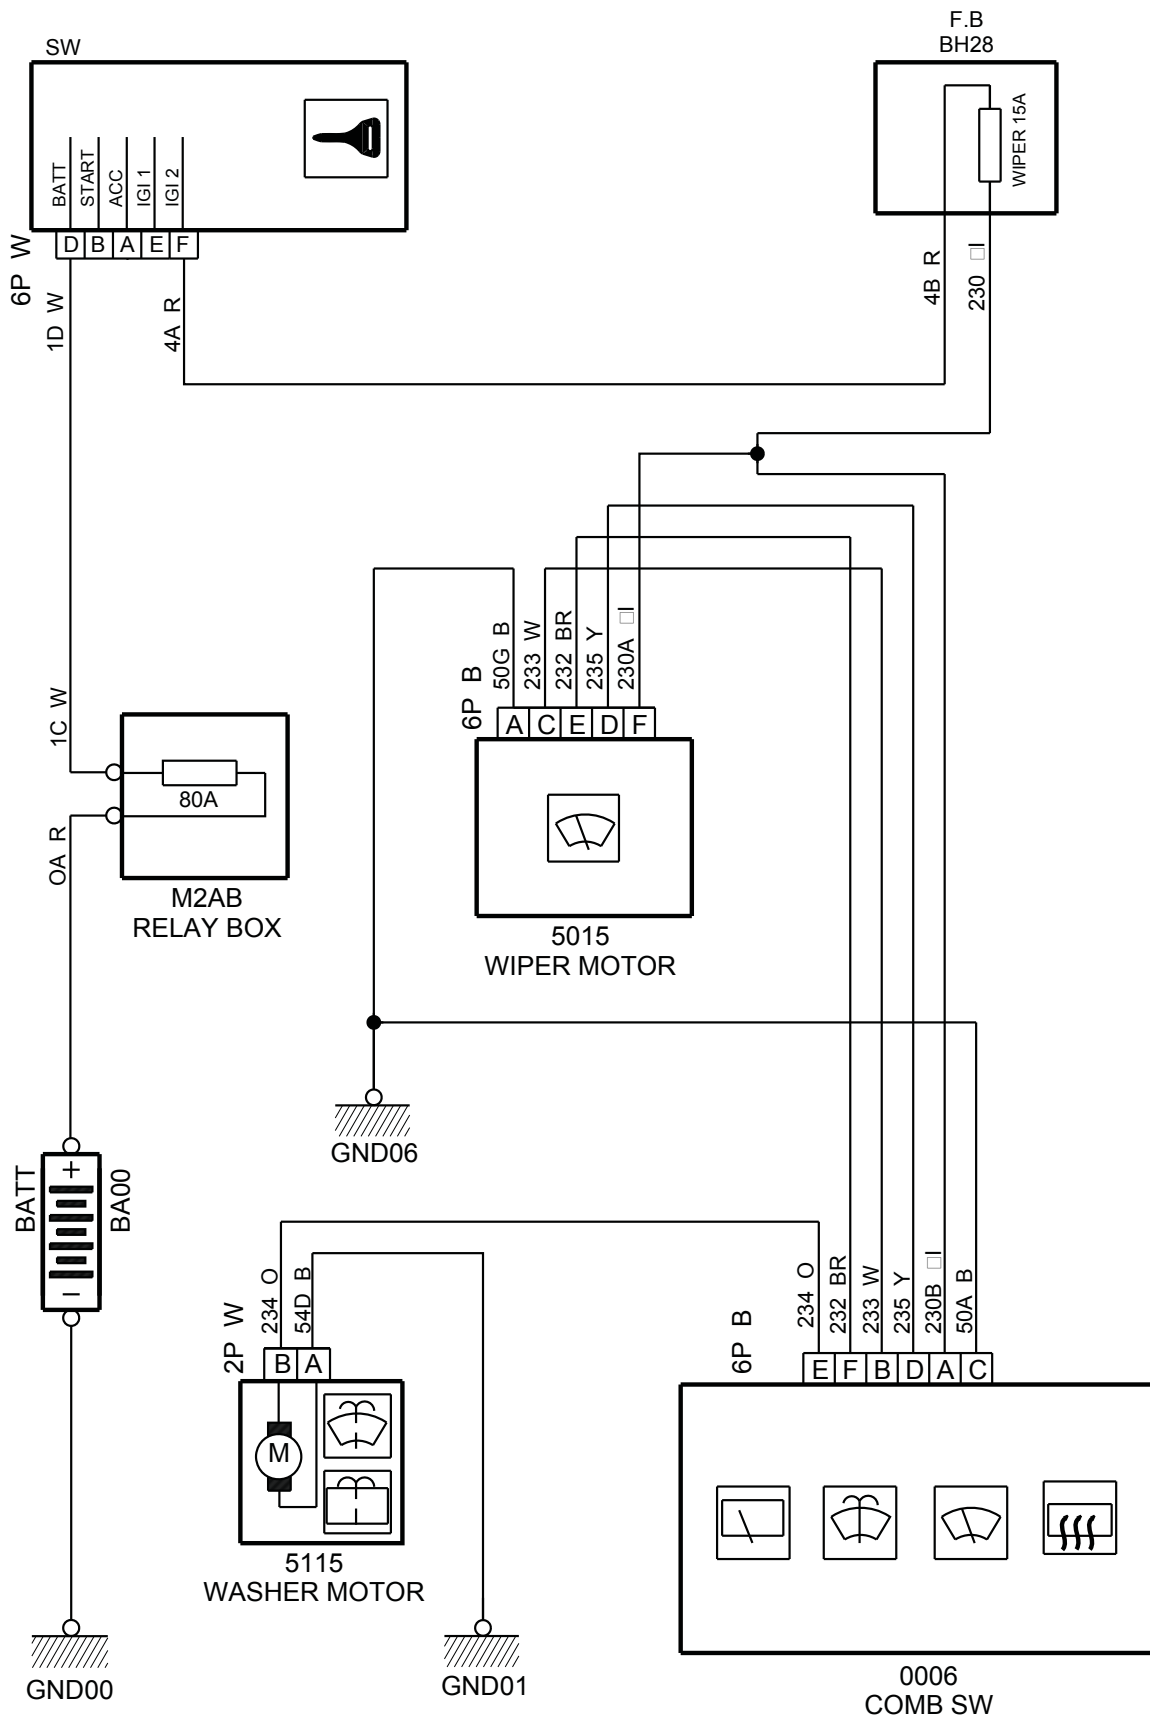 SW
F.B
BH28
WIPER 15A
BATT
START
ACC
IGI 1
IGI 2
D B A E F
6P W
1D W
4A R
4B R
230 □I
50G B
233 W
232 BR
235 Y
230A □I
6P B
A C E D F
1C W
80A
OA R
M2AB
RELAY BOX
5015
WIPER MOTOR
GND06
BATT
+
−
BA00
234 O
54D B
2P W
B A
M
5115
WASHER MOTOR
234 O
232 BR
233 W
235 Y
230B □I
50A B
6P B
E F B D A C
GND00
GND01
0006
COMB SW